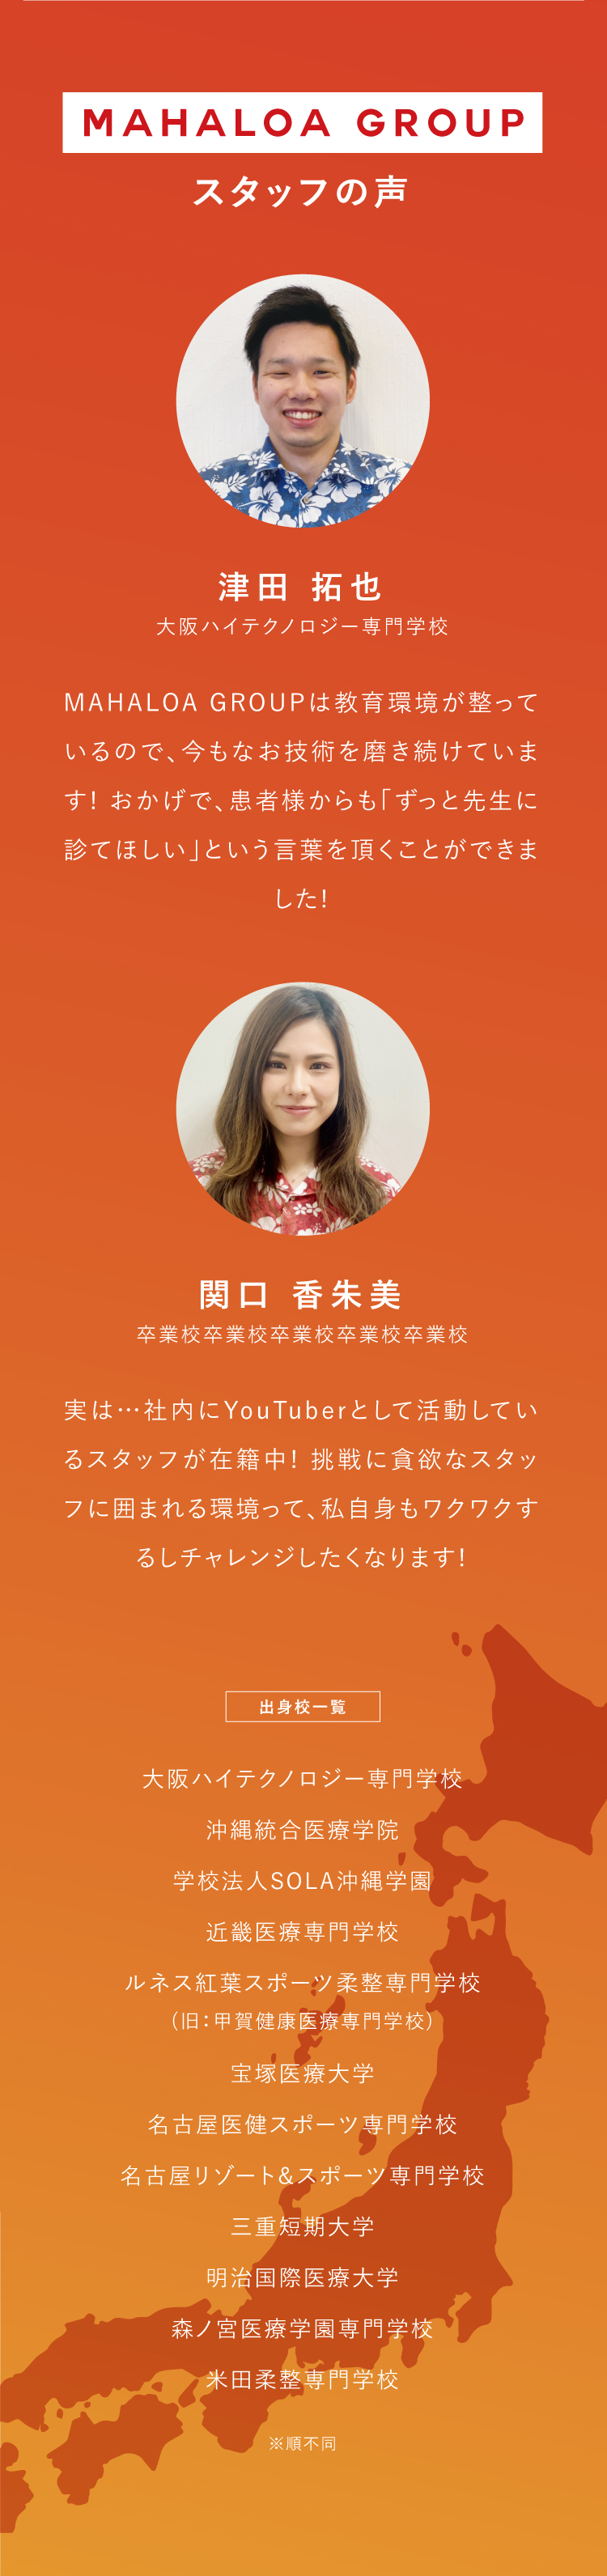 MAHALOA GROUP
スタッフの声
津田 拓也
大阪ハイテクノロジー専門学校
MAHALOA GROUPは教育環境が整って
いるので、今もなお技術を磨き続けていま
す！おかげで、患者様からも「ずっと先生に
診てほしい」という言葉を頂くことができま
した！
関口 香朱美
卒業校卒業校卒業校卒業校卒業校
実は…社内にYouTuberとして活動してい
るスタッフが在籍中！挑戦に貪欲なスタッ
フに囲まれる環境って、私自身もワクワクす
るしチャレンジしたくなります！
出身校一覧
大阪ハイテクノロジー専門学校
沖縄統合医療学院
学校法人SOLA沖縄学園
近畿医療専門学校
ルネス紅葉スポーツ柔整専門学校
（旧：甲賀健康医療専門学校）
宝塚医療大学
名古屋医健スポーツ専門学校
名古屋リゾート&スポーツ専門学校
三重短期大学
明治国際医療大学
森ノ宮医療学園専門学校
米田柔整専門学校
※順不同